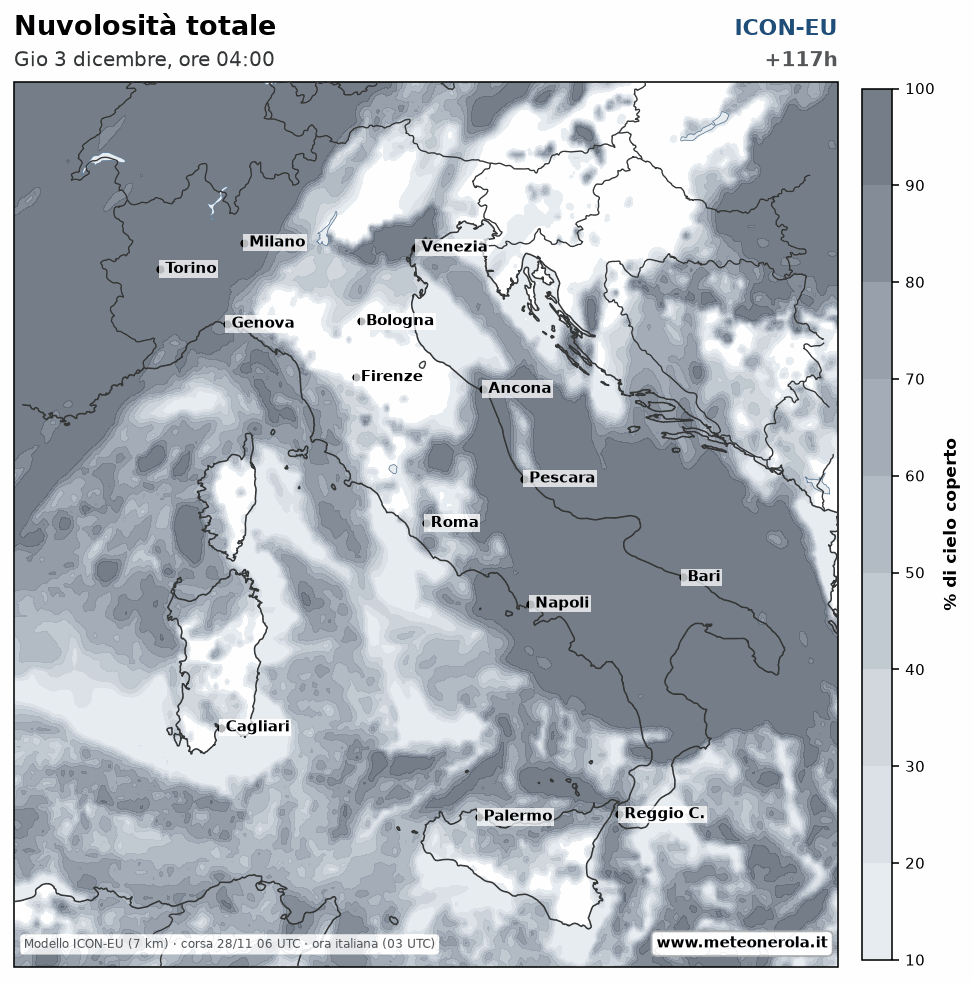 Nuvolosità totale
ICON-EU
Gio 3 dicembre, ore 04:00
+117h
100
90
80
70
60
50
40
30
20
10
% di cielo coperto
Milano
Venezia
Torino
Genova
Bologna
Firenze
Ancona
Pescara
Roma
Bari
Napoli
Cagliari
Palermo
Reggio C.
Modello ICON-EU (7 km) · corsa 28/11 06 UTC · ora italiana (03 UTC)
www.meteonerola.it